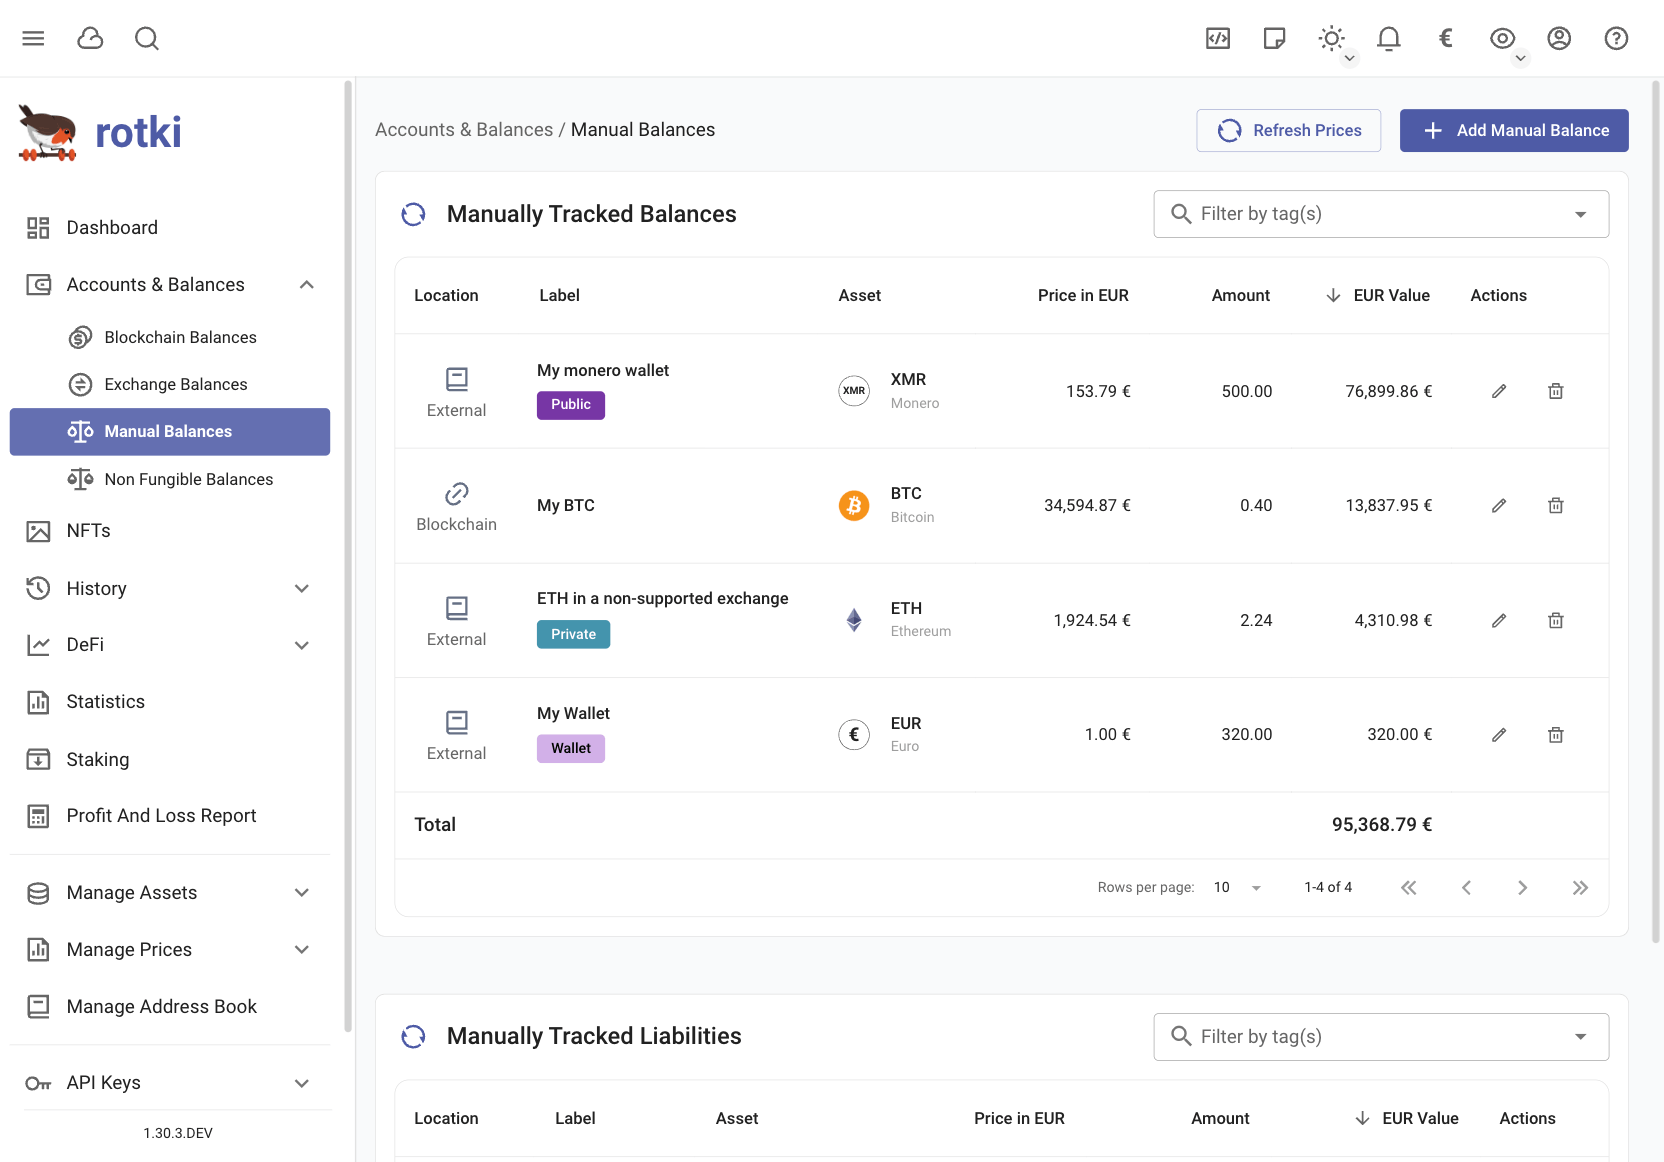 rotki
Dashboard
Accounts & Balances
Blockchain Balances
Exchange Balances
Manual Balances
Non Fungible Balances
NFTs
History
DeFi
Statistics
Staking
Profit And Loss Report
Manage Assets
Manage Prices
Manage Address Book
API Keys
1.30.3.DEV
€
Accounts & Balances / Manual Balances
Refresh Prices
Add Manual Balance
Manually Tracked Balances
Filter by tag(s)
Location Label Asset Price in EUR Amount EUR Value Actions
External My monero wallet Public XMR XMR Monero 153.79 € 500.00 76,899.86 €
Blockchain My BTC BTC Bitcoin 34,594.87 € 0.40 13,837.95 €
External ETH in a non-supported exchange Private ETH Ethereum 1,924.54 € 2.24 4,310.98 €
External My Wallet Wallet € EUR Euro 1.00 € 320.00 320.00 €
Total 95,368.79 €
Rows per page: 10 1-4 of 4
Manually Tracked Liabilities
Filter by tag(s)
Location Label Asset Price in EUR Amount EUR Value Actions